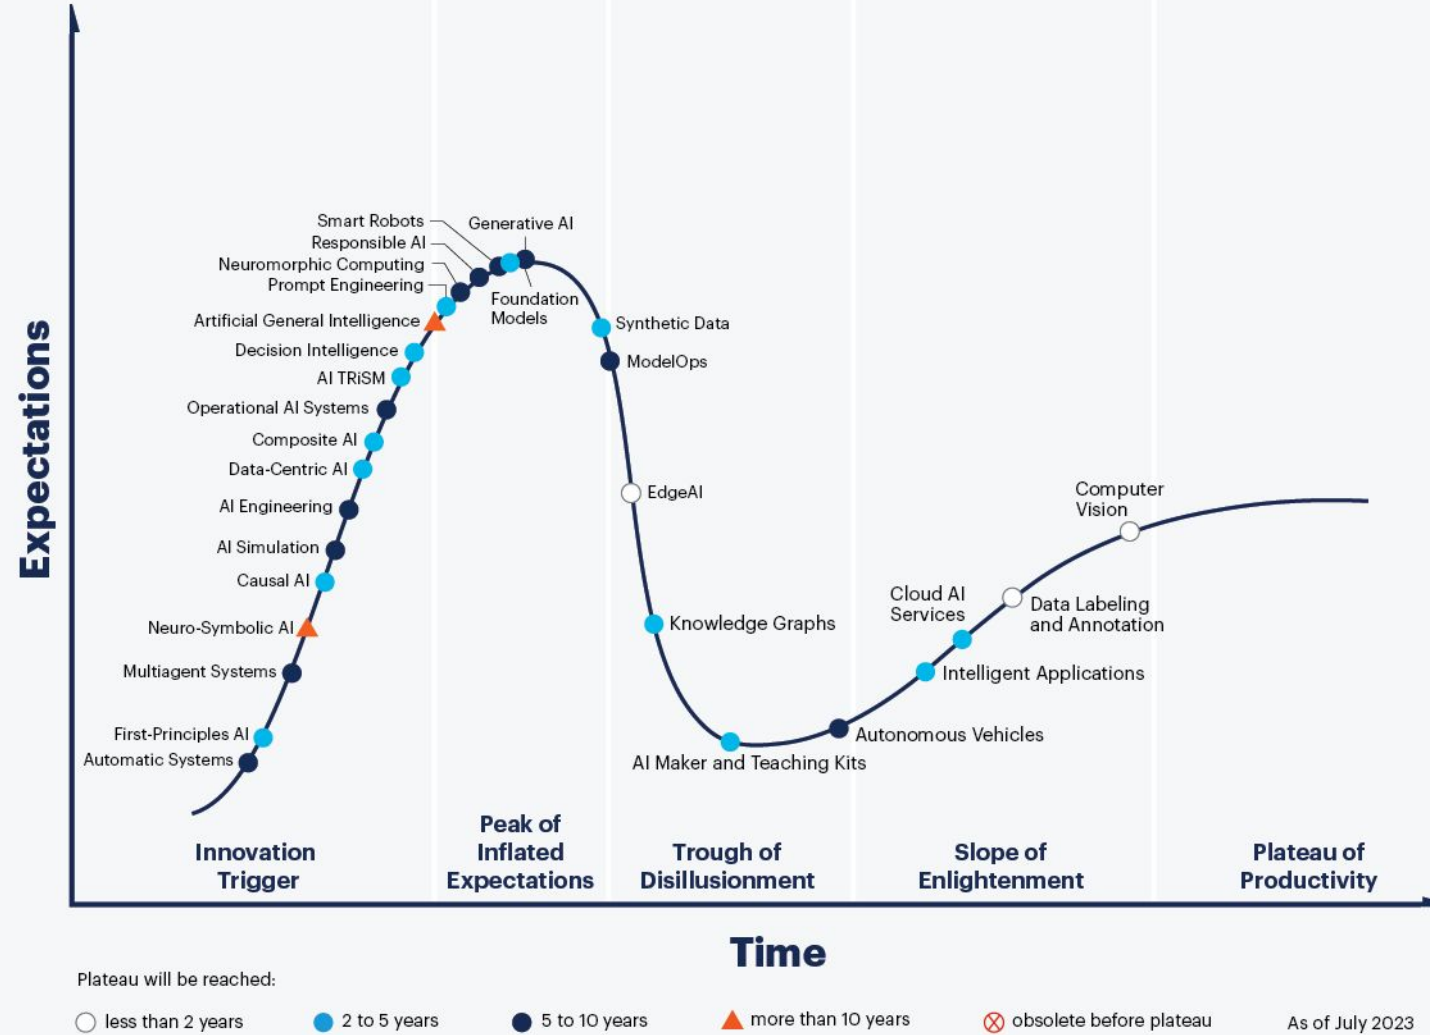 Expectations
Smart Robots
Generative AI
Responsible AI
Neuromorphic Computing
Prompt Engineering
Foundation
Models
Artificial General Intelligence
Synthetic Data
Decision Intelligence
ModelOps
AI TRiSM
Operational AI Systems
Composite AI
Data-Centric AI
EdgeAI
Computer
Vision
AI Engineering
AI Simulation
Causal AI
Cloud AI
Services
Data Labeling
and Annotation
Neuro-Symbolic AI
Knowledge Graphs
Multiagent Systems
Intelligent Applications
First-Principles AI
Autonomous Vehicles
Automatic Systems
AI Maker and Teaching Kits
Innovation
Trigger
Peak of
Inflated
Expectations
Trough of
Disillusionment
Slope of
Enlightenment
Plateau of
Productivity
Time
Plateau will be reached:
less than 2 years
2 to 5 years
5 to 10 years
more than 10 years
obsolete before plateau
As of July 2023